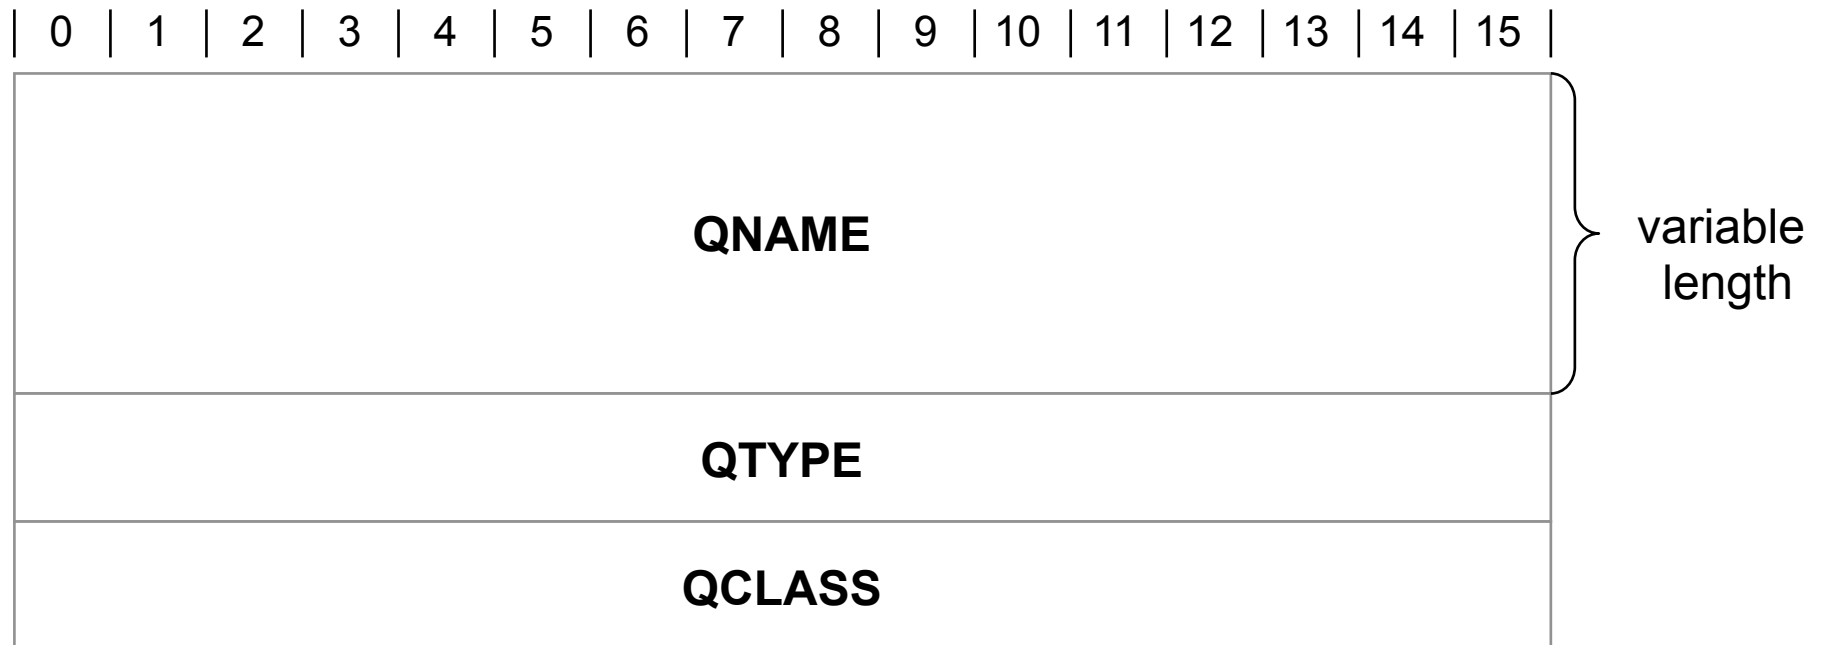 | 0 | 1 | 2 | 3 | 4 | 5 | 6 | 7 | 8 | 9 | 10 | 11 | 12 | 13 | 14 | 15 |
QNAME
variable
length
QTYPE
QCLASS